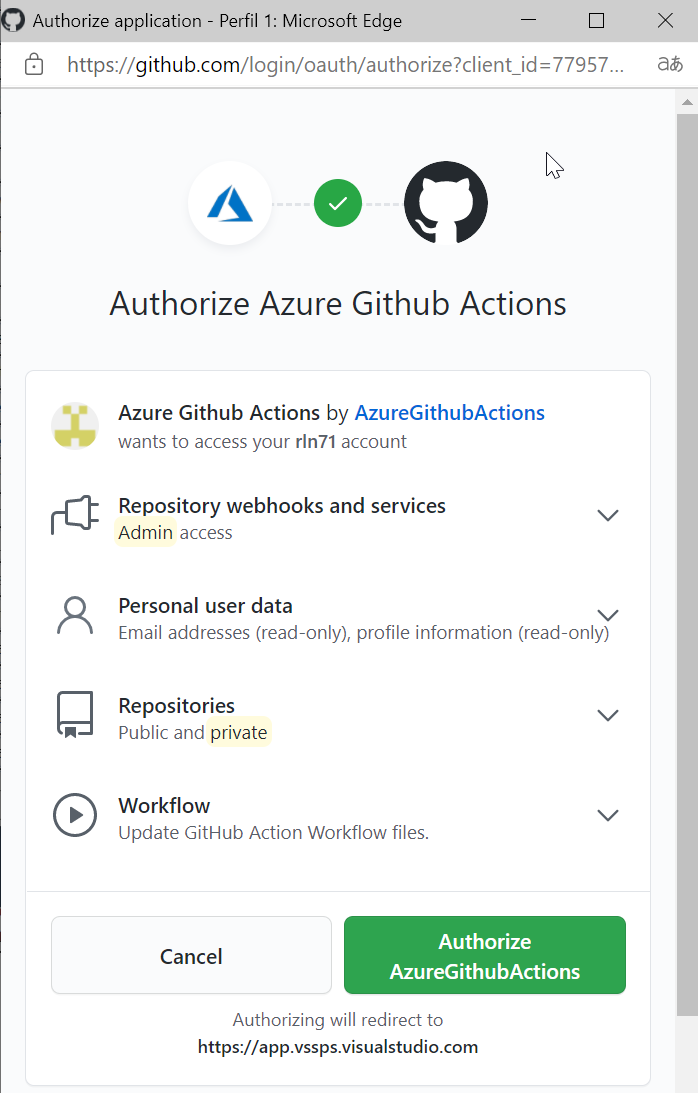 Authorize application - Perfil 1: Microsoft Edge
https://github.com/login/oauth/authorize?client_id=77957...
aあ
Authorize Azure Github Actions
Azure Github Actions by AzureGithubActions
wants to access your rln71 account
Repository webhooks and services
Admin access
Personal user data
Email addresses (read-only), profile information (read-only)
Repositories
Public and private
Workflow
Update GitHub Action Workflow files.
Cancel
Authorize
AzureGithubActions
Authorizing will redirect to
https://app.vssps.visualstudio.com